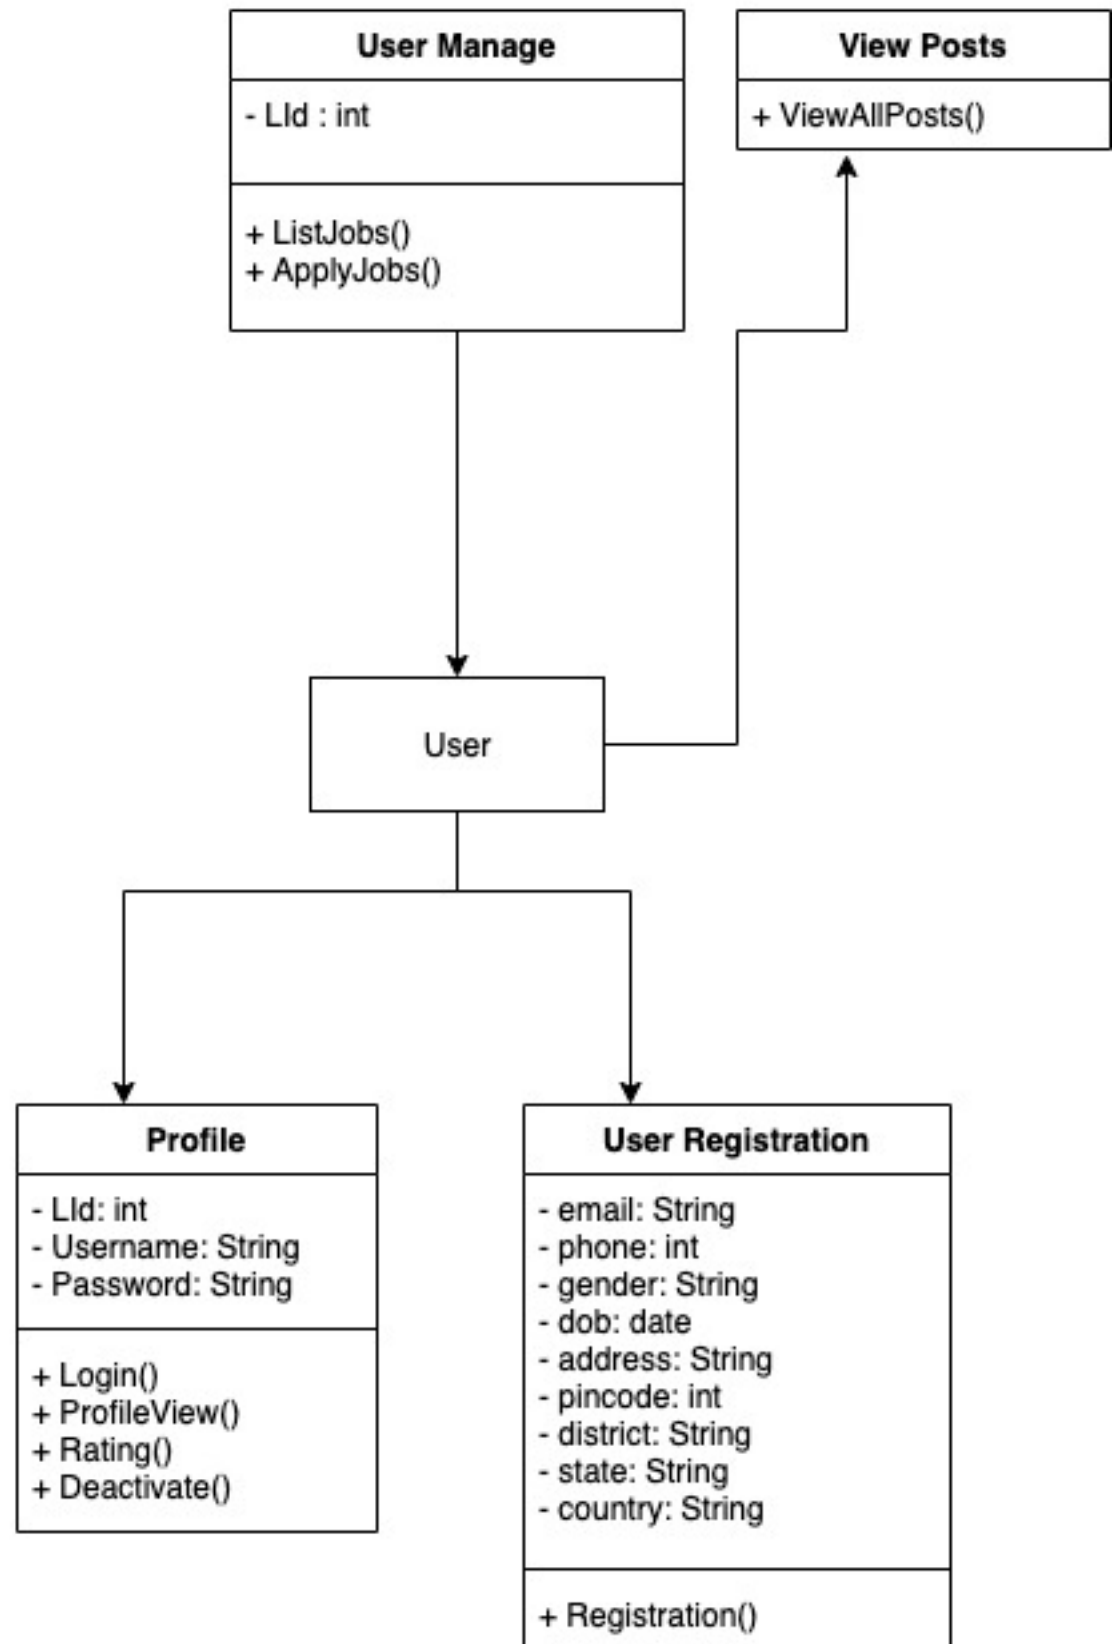 User Manage
- LId : int
+ ListJobs()
+ ApplyJobs()
View Posts
+ ViewAllPosts()
User
Profile
- LId: int
- Username: String
- Password: String
+ Login()
+ ProfileView()
+ Rating()
+ Deactivate()
User Registration
- email: String
- phone: int
- gender: String
- dob: date
- address: String
- pincode: int
- district: String
- state: String
- country: String
+ Registration()